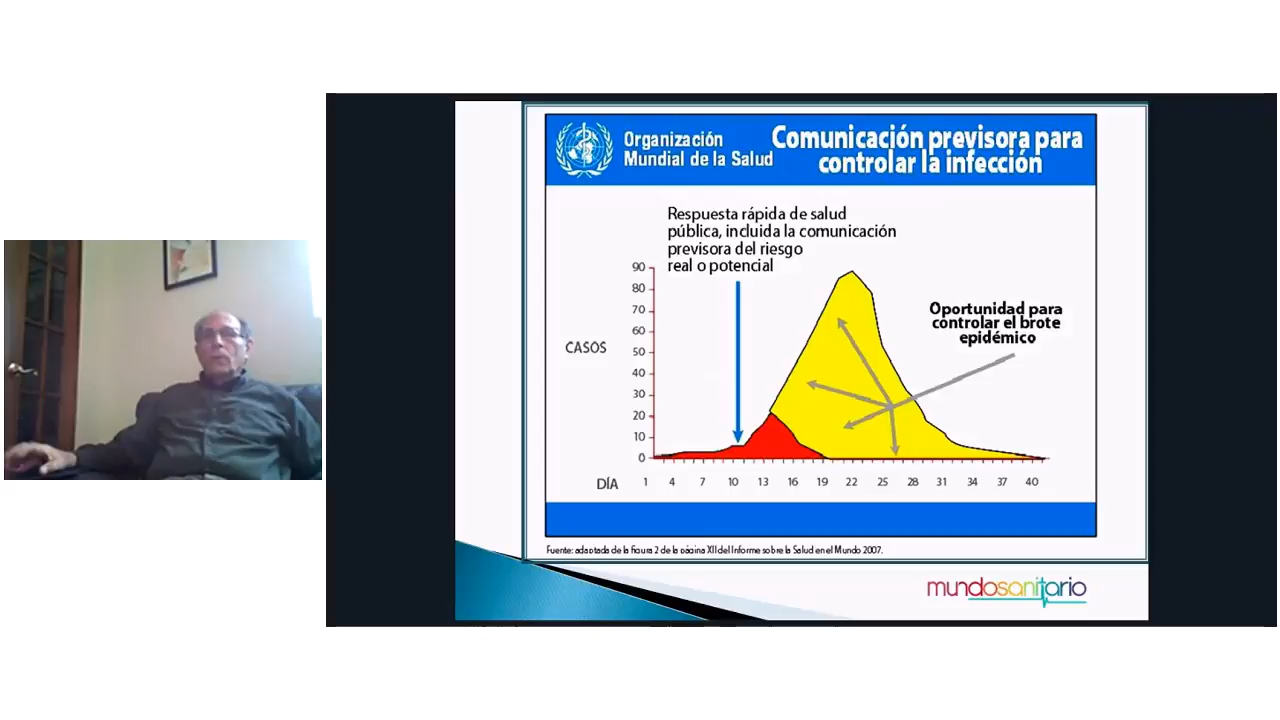 Organización
Mundial de la Salud
Comunicación previsora para
controlar la infección
Respuesta rápida de salud
pública, incluida la comunicación
previsora del riesgo
real o potencial
90
80
70
60
50
40
30
20
10
0
CASOS
Oportunidad para
controlar el brote
epidémico
DÍA 1 4 7 10 13 16 19 22 25 28 31 34 37 40
Fuente: adaptada de la figura 2 de la página XII del Informe sobre la Salud en el Mundo 2007.
mundosanitario